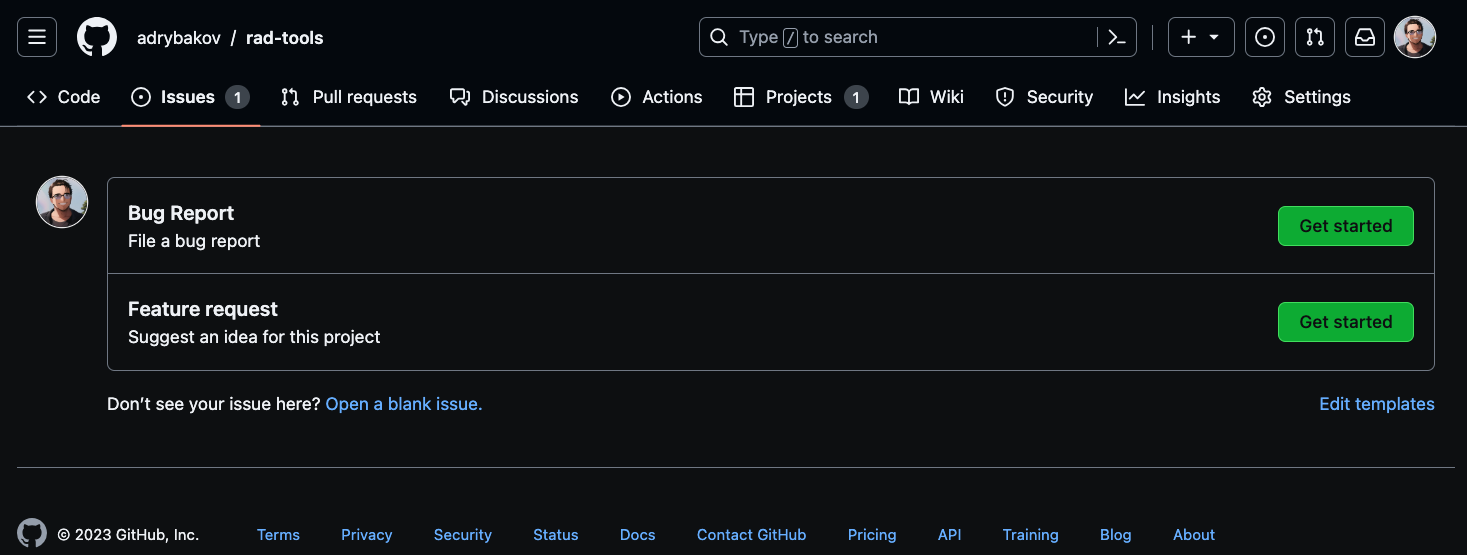 adrybakov / rad-tools
Type / to search
Code Issues 1 Pull requests Discussions Actions Projects 1 Wiki Security Insights Settings
Bug Report
File a bug report
Get started
Feature request
Suggest an idea for this project
Get started
Don’t see your issue here? Open a blank issue. Edit templates
© 2023 GitHub, Inc. Terms Privacy Security Status Docs Contact GitHub Pricing API Training Blog About